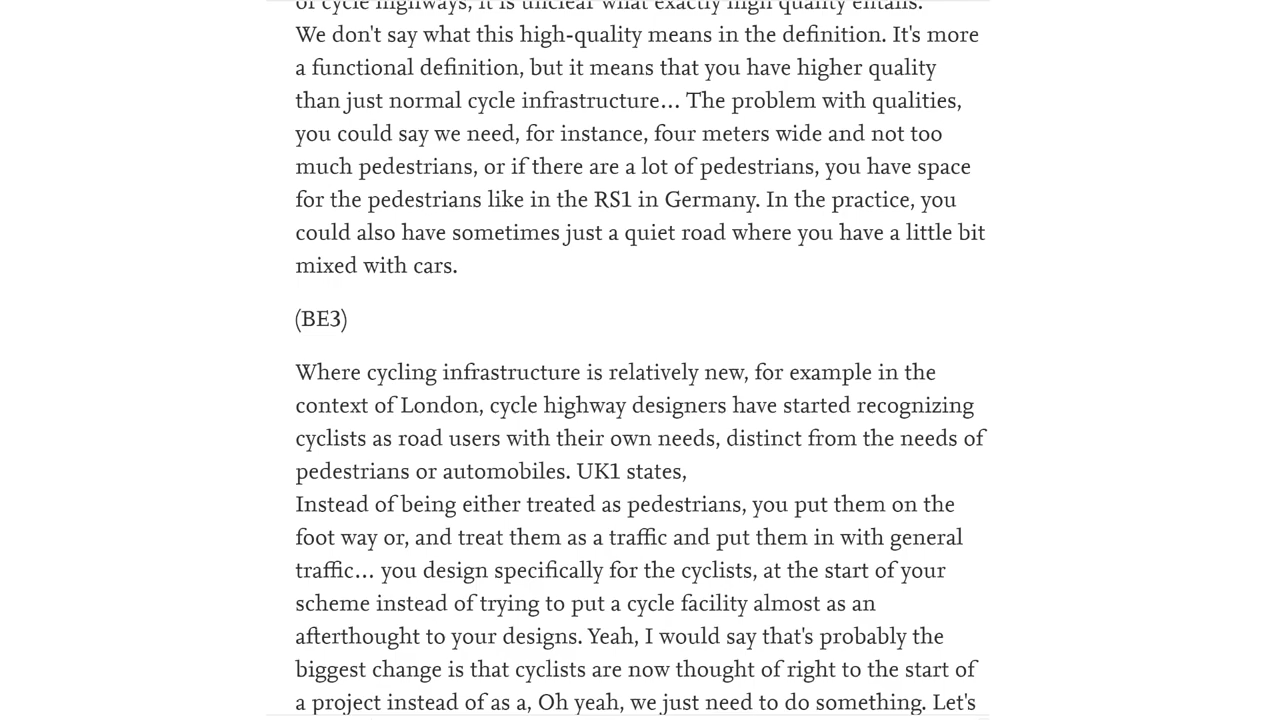 of cycle highways, it is unclear what exactly high quality entails.
We don't say what this high-quality means in the definition. It's more
a functional definition, but it means that you have higher quality
than just normal cycle infrastructure… The problem with qualities,
you could say we need, for instance, four meters wide and not too
much pedestrians, or if there are a lot of pedestrians, you have space
for the pedestrians like in the RS1 in Germany. In the practice, you
could also have sometimes just a quiet road where you have a little bit
mixed with cars.
(BE3)
Where cycling infrastructure is relatively new, for example in the
context of London, cycle highway designers have started recognizing
cyclists as road users with their own needs, distinct from the needs of
pedestrians or automobiles. UK1 states,
Instead of being either treated as pedestrians, you put them on the
foot way or, and treat them as a traffic and put them in with general
traffic… you design specifically for the cyclists, at the start of your
scheme instead of trying to put a cycle facility almost as an
afterthought to your designs. Yeah, I would say that's probably the
biggest change is that cyclists are now thought of right to the start of
a project instead of as a, Oh yeah, we just need to do something. Let's